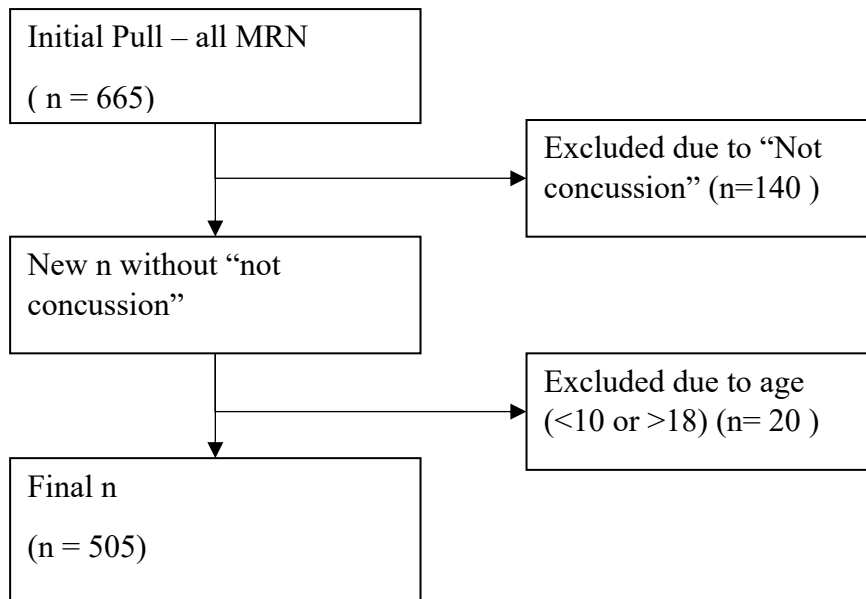 Initial Pull – all MRN
( n = 665)
Excluded due to “Not
concussion” (n=140 )
New n without “not
concussion”
Excluded due to age
(<10 or >18) (n= 20 )
Final n
(n = 505)